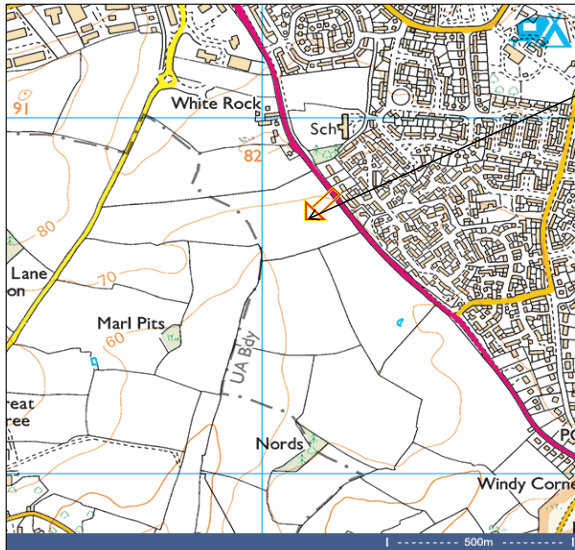 91
White Rock
Sch
82
80
Lane
on
70
Marl Pits
60
UA Bdy
reat
ree
Nords
PO
Windy Corne
500m